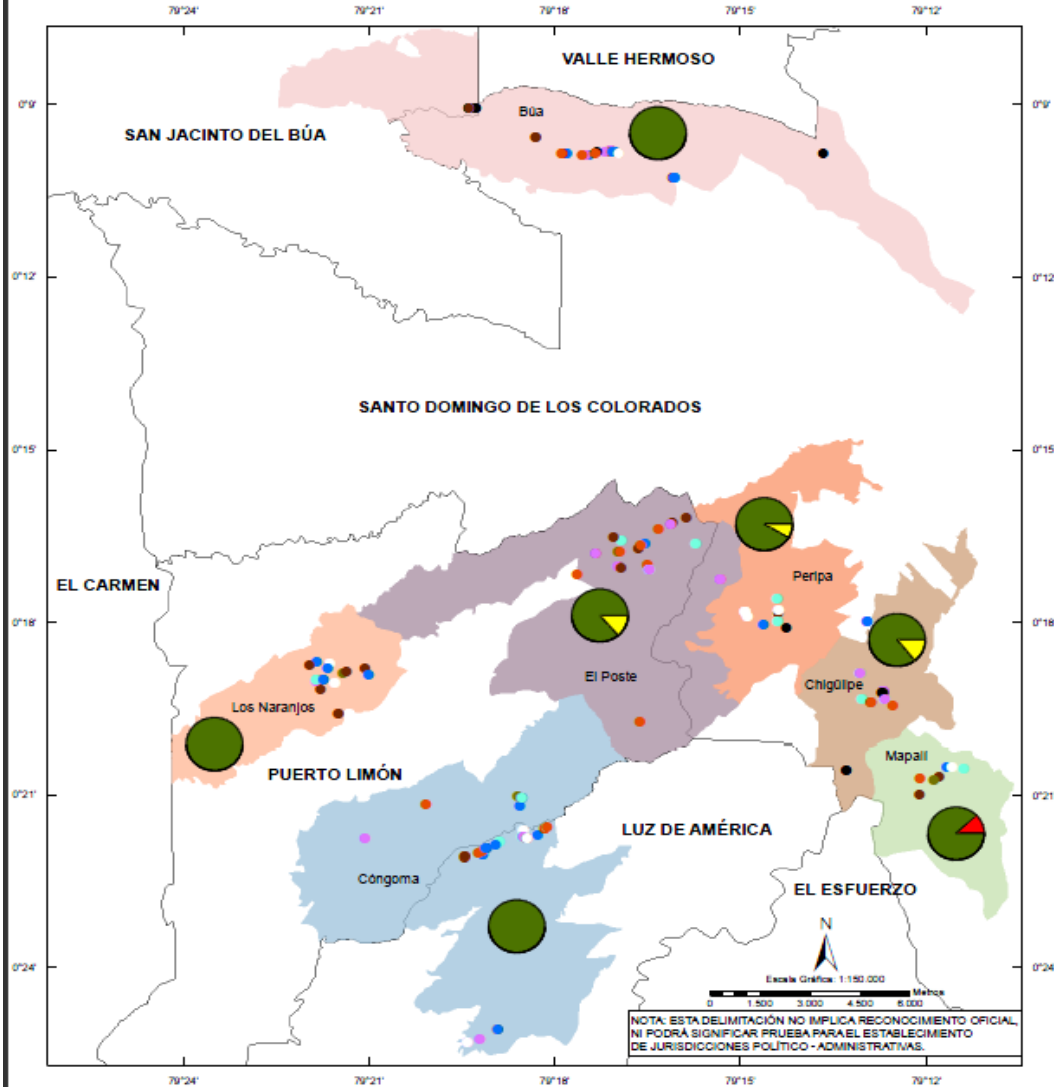 79°24'
79°21'
79°18'
79°15'
79°12'
VALLE HERMOSO
0°9'
0°9'
Búa
SAN JACINTO DEL BÚA
0°12'
0°12'
SANTO DOMINGO DE LOS COLORADOS
0°15'
0°15'
EL CARMEN
Peripa
0°18'
0°18'
El Poste
Chigüilpe
Los Naranjos
Mapalí
PUERTO LIMÓN
0°21'
0°21'
LUZ DE AMÉRICA
Cóngoma
EL ESFUERZO
N
0°24'
0°24'
Escala Gráfica: 1:150.000
Metros
0 1.500 3.000 4.500 6.000
NOTA: ESTA DELIMITACIÓN NO IMPLICA RECONOCIMIENTO OFICIAL,
NI PODRÁ SIGNIFICAR PRUEBA PARA EL ESTABLECIMIENTO
DE JURISDICCIONES POLÍTICO - ADMINISTRATIVAS.
79°24'
79°21'
79°18'
79°15'
79°12'